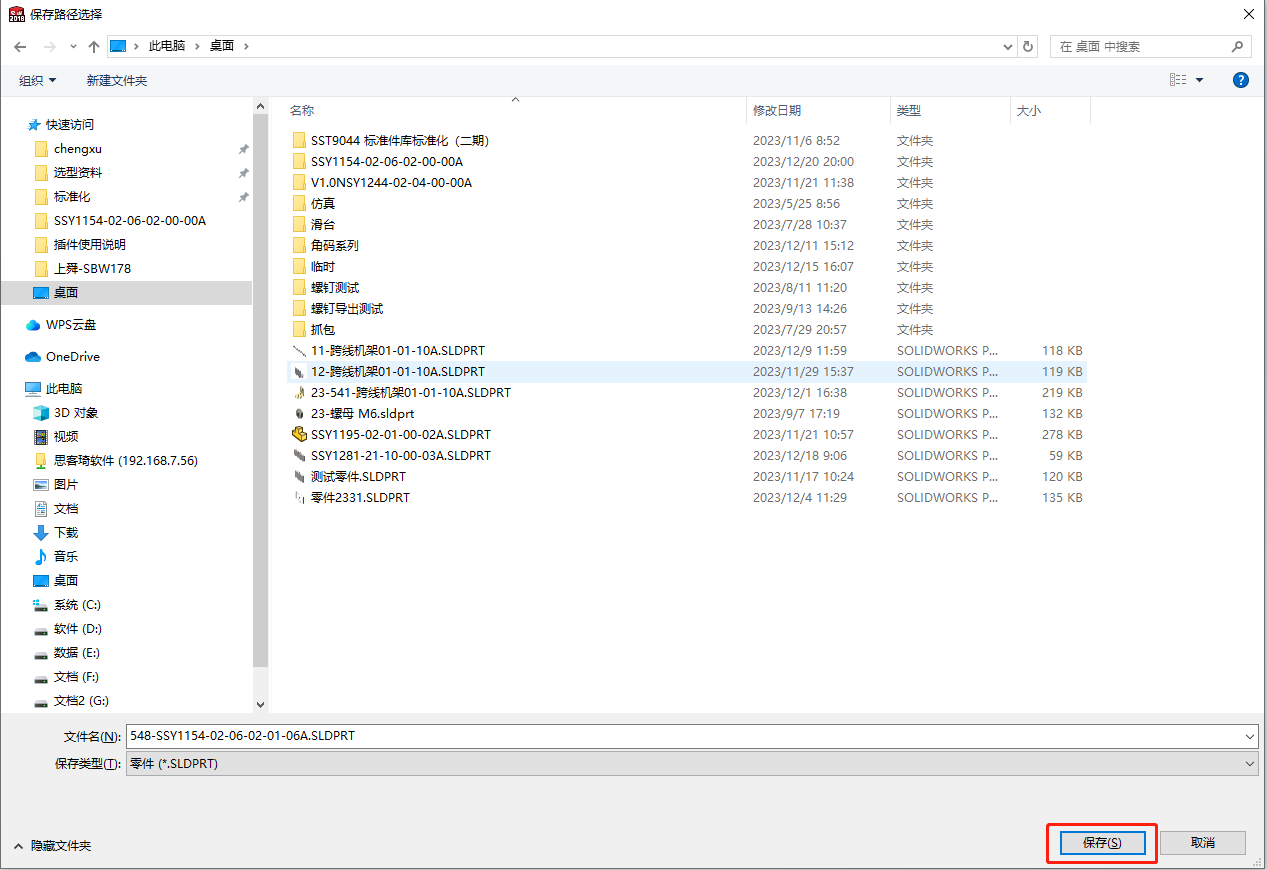 保存路径选择
此电脑 桌面 在 桌面 中搜索
组织 新建文件夹
名称 修改日期 类型 大小
快速访问
chengxu
选型资料
标准化
SSY1154-02-06-02-00-00A
插件使用说明
上舜-SBW178
桌面
WPS云盘
OneDrive
此电脑
3D 对象
视频
思客琦软件 (192.168.7.56)
图片
文档
下载
音乐
桌面
系统 (C:)
软件 (D:)
数据 (E:)
文档 (F:)
文档2 (G:)
SST9044 标准件库标准化（二期） 2023/11/6 8:52 文件夹
SSY1154-02-06-02-00-00A 2023/12/20 20:00 文件夹
V1.0NSY1244-02-04-00-00A 2023/11/21 11:38 文件夹
仿真 2023/5/25 8:56 文件夹
滑台 2023/7/28 10:37 文件夹
角码系列 2023/12/11 15:12 文件夹
临时 2023/12/15 16:07 文件夹
螺钉测试 2023/8/11 11:20 文件夹
螺钉导出测试 2023/9/13 14:26 文件夹
抓包 2023/7/29 20:57 文件夹
11-跨线机架01-01-10A.SLDPRT 2023/12/9 11:59 SOLIDWORKS P... 118 KB
12-跨线机架01-01-10A.SLDPRT 2023/11/29 15:37 SOLIDWORKS P... 119 KB
23-541-跨线机架01-01-10A.SLDPRT 2023/12/1 16:38 SOLIDWORKS P... 219 KB
23-螺母 M6.sldprt 2023/9/7 17:19 SOLIDWORKS P... 132 KB
SSY1195-02-01-00-02A.SLDPRT 2023/11/21 10:57 SOLIDWORKS P... 278 KB
SSY1281-21-10-00-03A.SLDPRT 2023/12/18 9:06 SOLIDWORKS P... 59 KB
测试零件.SLDPRT 2023/11/17 10:24 SOLIDWORKS P... 120 KB
零件2331.SLDPRT 2023/12/4 11:29 SOLIDWORKS P... 135 KB
文件名(N): 548-SSY1154-02-06-02-01-06A.SLDPRT
保存类型(T): 零件 (*.SLDPRT)
隐藏文件夹 保存(S) 取消